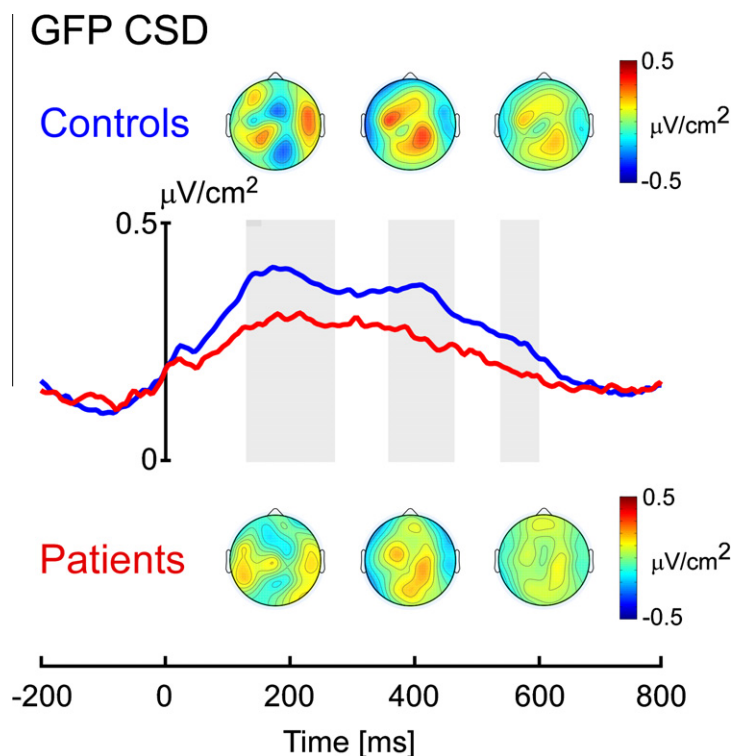 GFP CSD
Controls
0.5
μV/cm²
-0.5
μV/cm²
0.5
0
Patients
0.5
μV/cm²
-0.5
-200 0 200 400 600 800
Time [ms]